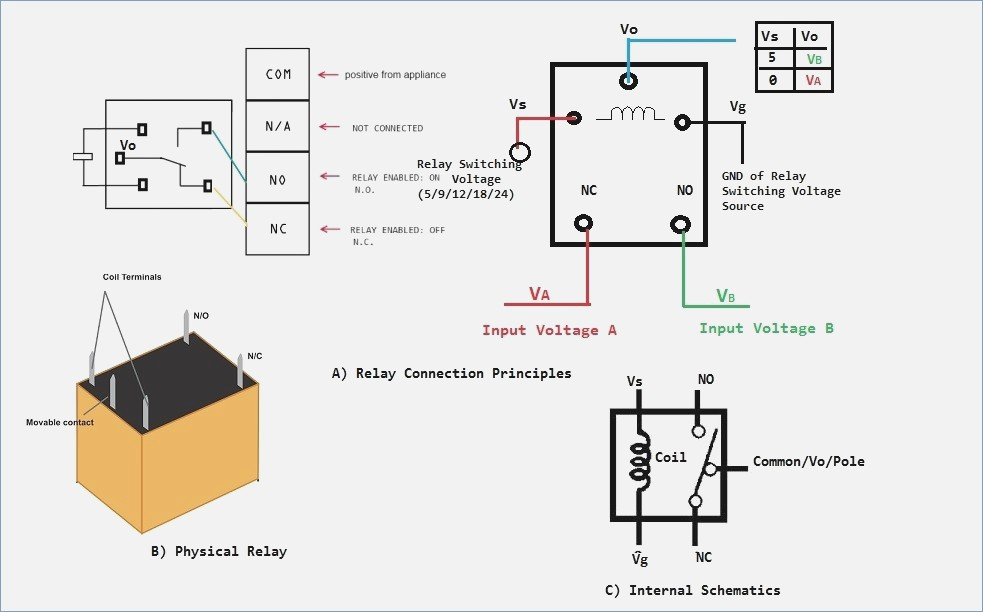 COM
positive from appliance
N/A
NOT CONNECTED
NO
RELAY ENABLED: ON
N.O.
NC
RELAY ENABLED: OFF
N.C.
Vo
Vo
Vs
Vg
Relay Switching
Voltage
(5/9/12/18/24)
GND of Relay
Switching Voltage
Source
NC
NO
VA
VB
Input Voltage A
Input Voltage B
Vs Vo
5 VB
0 VA
A) Relay Connection Principles
Coil Terminals
N/O
N/C
Movable contact
B) Physical Relay
Vs
NO
Coil
Common/Vo/Pole
Vg
NC
C) Internal Schematics